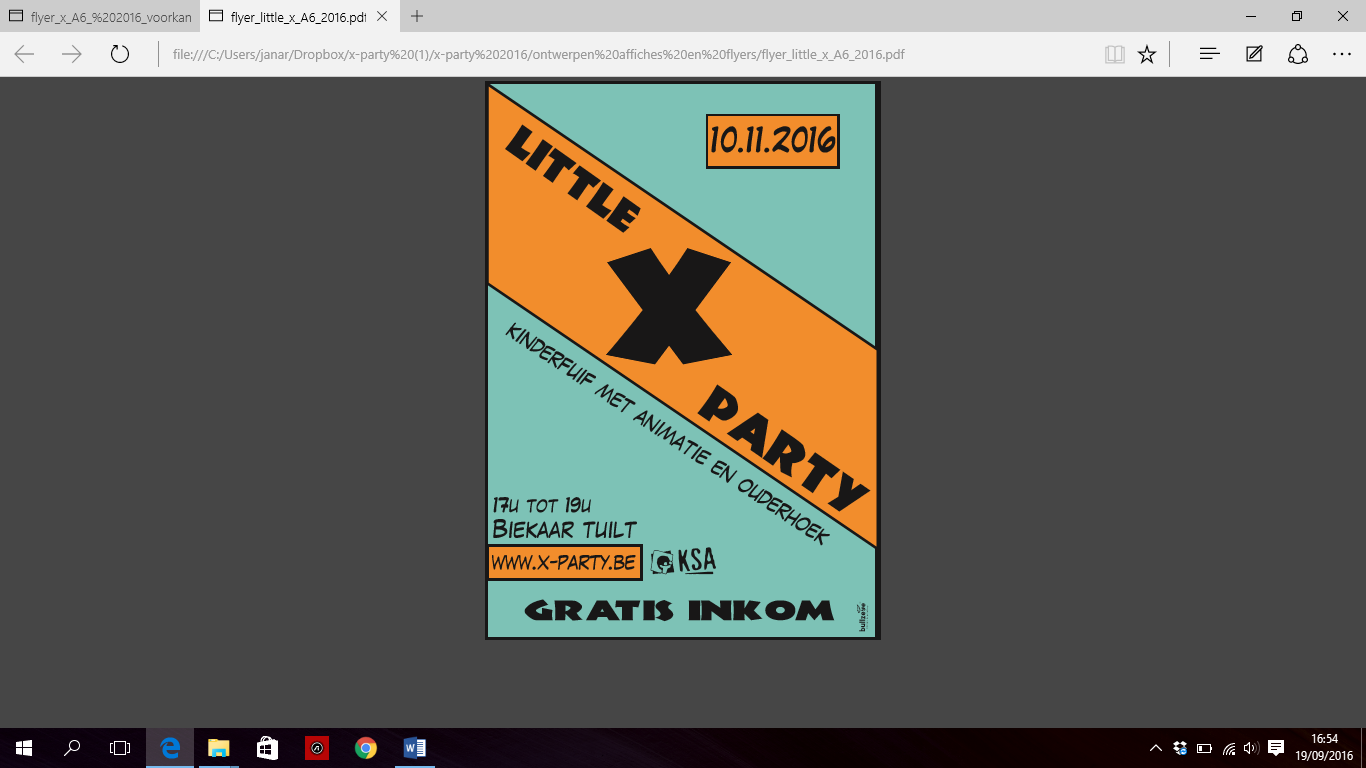 flyer_x_A6_%202016_voorkan
flyer_little_x_A6_2016.pdf
file:///C:/Users/janar/Dropbox/x-party%20(1)/x-party%202016/ontwerpen%20affiches%20en%20flyers/flyer_little_x_A6_2016.pdf
10.11.2016
LITTLE
X
PARTY
KINDERFUIF MET ANIMATIE EN OUDERHOEK
17U TOT 19U
BIEKAAR TUILT
WWW.X-PARTY.BE
KSA
GRATIS INKOM
bullzeye
16:54
19/09/2016